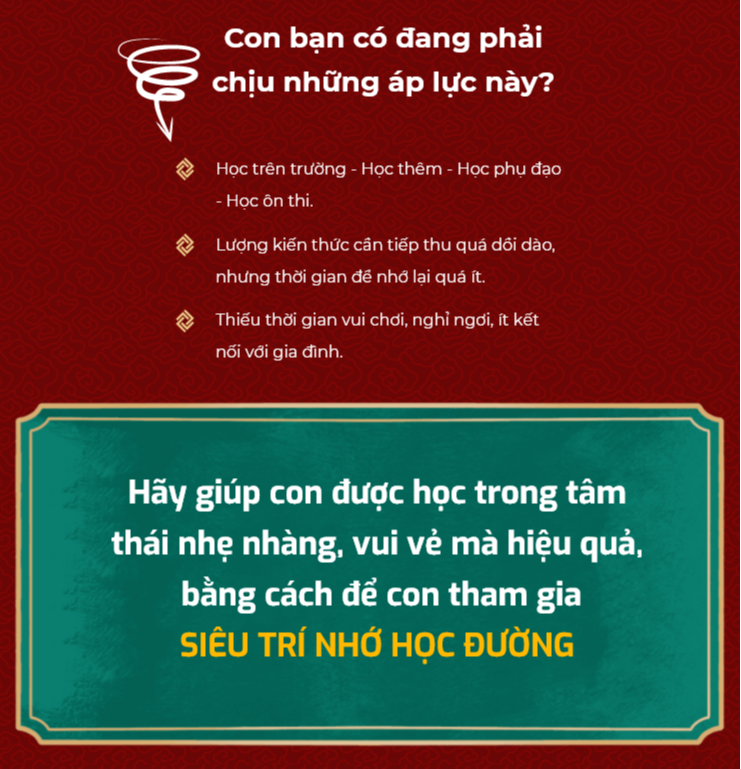 Con bạn có đang phải
chịu những áp lực này?
Học trên trường - Học thêm - Học phụ đạo
- Học ôn thi.
Lượng kiến thức cần tiếp thu quá dồi dào,
nhưng thời gian để nhớ lại quá ít.
Thiếu thời gian vui chơi, nghỉ ngơi, ít kết
nối với gia đình.
Hãy giúp con được học trong tâm
thái nhẹ nhàng, vui vẻ mà hiệu quả,
bằng cách để con tham gia
SIÊU TRÍ NHỚ HỌC ĐƯỜNG